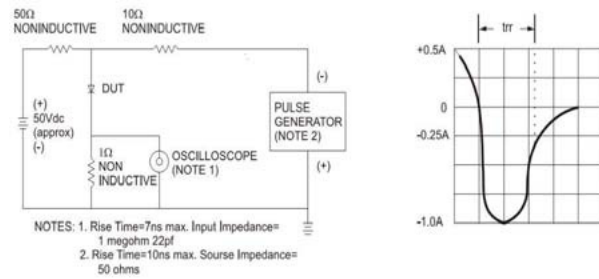 50Ω
NONINDUCTIVE
10Ω
NONINDUCTIVE
(+)
50Vdc
(approx)
(-)
DUT
1Ω
NON
INDUCTIVE
OSCILLOSCOPE
(NOTE 1)
(-)
PULSE
GENERATOR
(NOTE 2)
(+)
NOTES: 1. Rise Time=7ns max. Input Impedance=
1 megohm 22pf
2. Rise Time=10ns max. Sourse Impedance=
50 ohms
trr
+0.5A
0
-0.25A
-1.0A